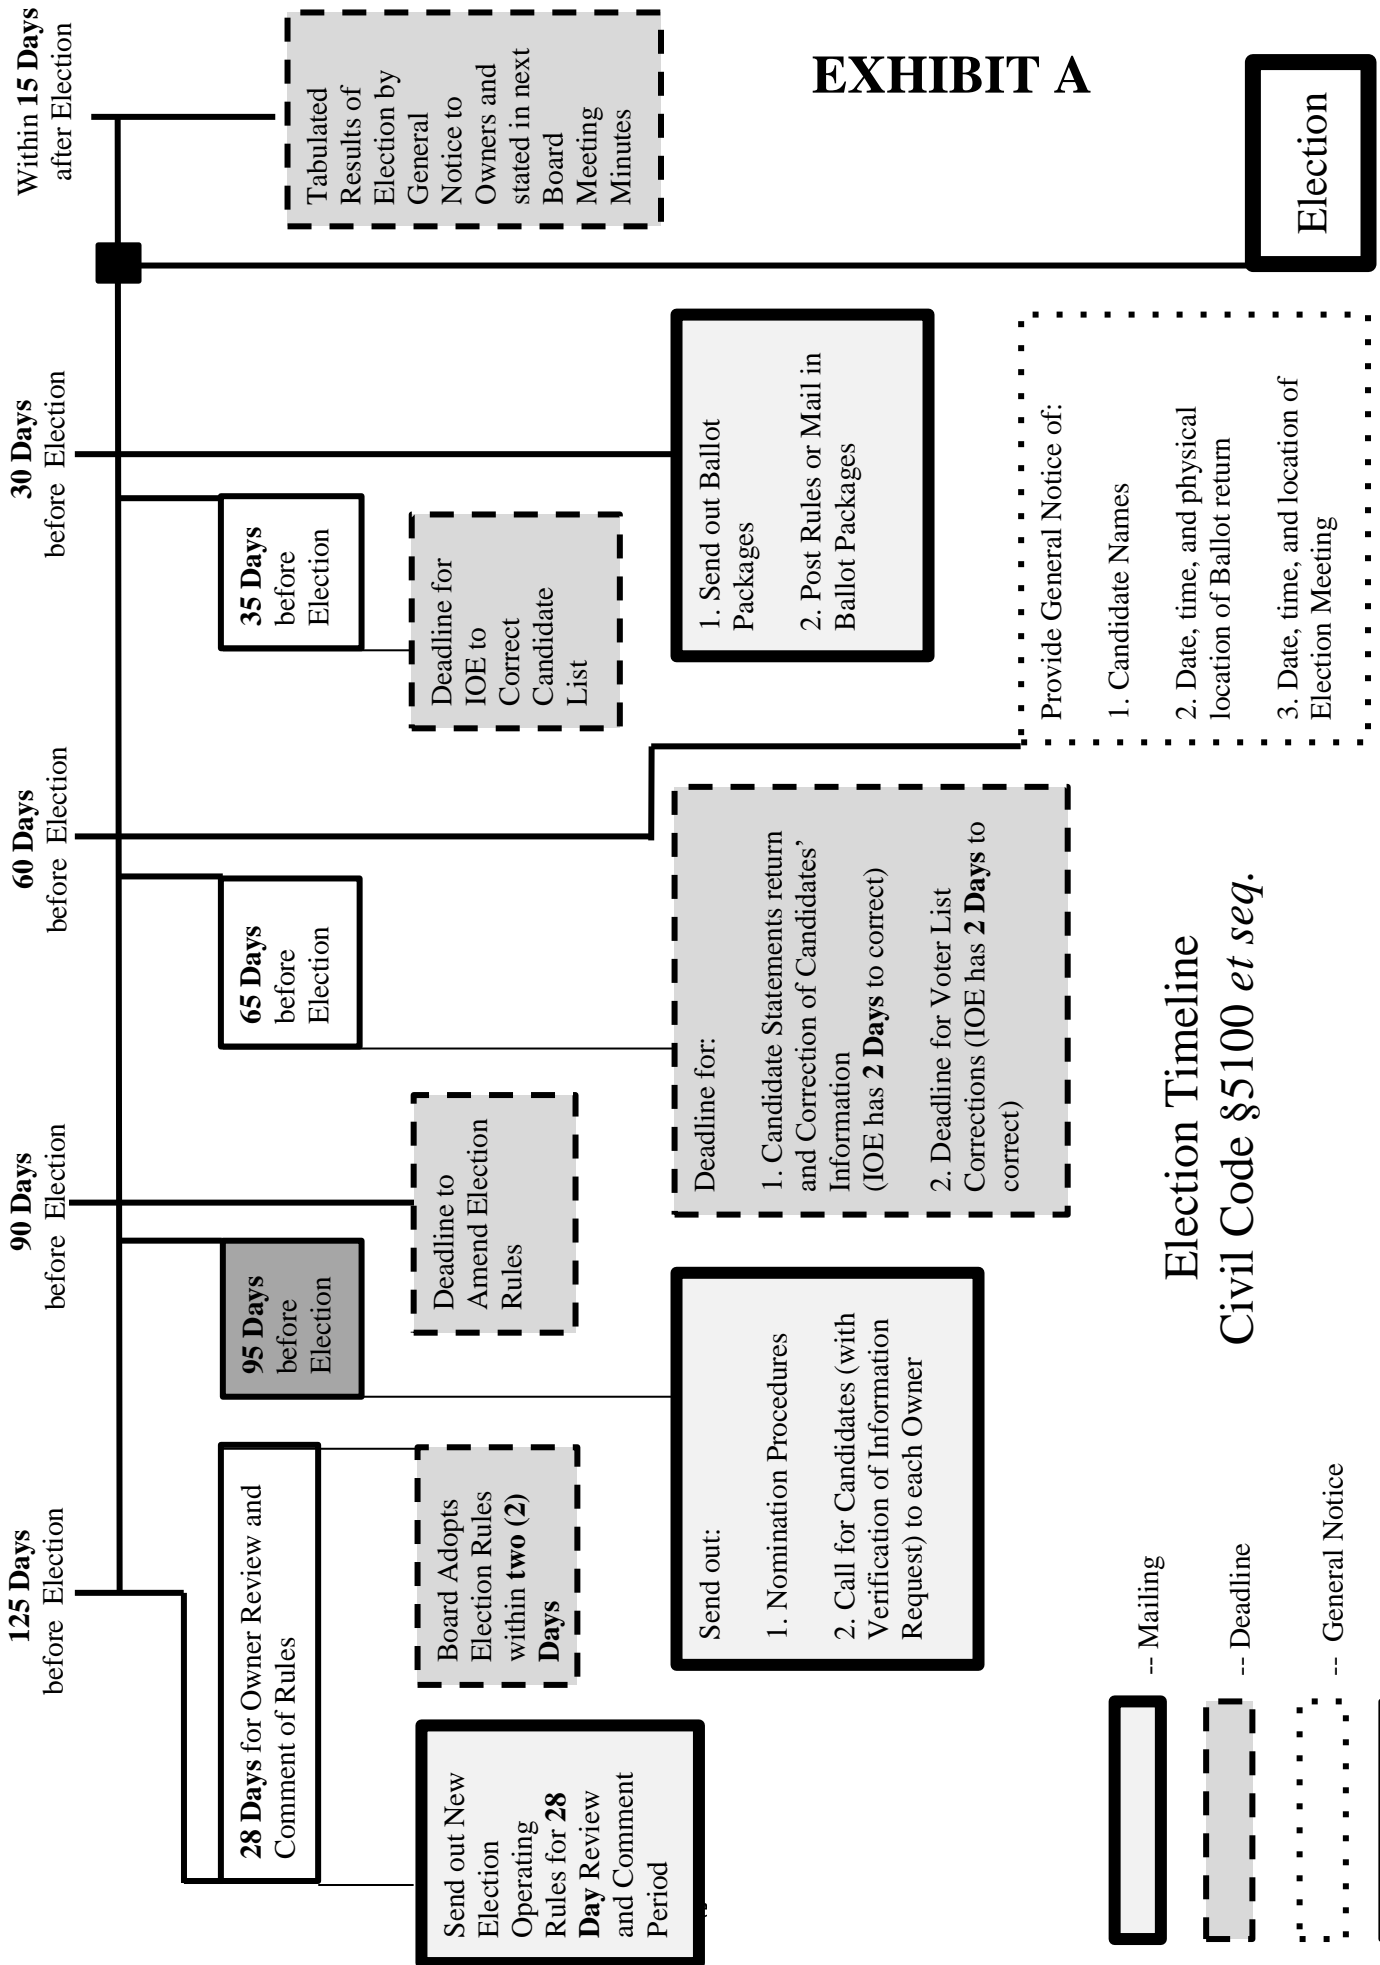 EXHIBIT A
125 Days
before Election
90 Days
before Election
60 Days
before Election
30 Days
before Election
Within 15 Days
after Election
28 Days for Owner Review and
Comment of Rules
95 Days
before
Election
65 Days
before
Election
35 Days
before
Election
Send out New
Election
Operating
Rules for 28
Day Review
and Comment
Period
Board Adopts
Election Rules
within two (2)
Days
Deadline to
Amend Election
Rules
Deadline for
IOE to
Correct
Candidate
List
Tabulated
Results of
Election by
General
Notice to
Owners and
stated in next
Board
Meeting
Minutes
Send out:
1. Nomination Procedures
2. Call for Candidates (with
Verification of Information
Request) to each Owner
Deadline for:
1. Candidate Statements return
and Correction of Candidates’
Information
(IOE has 2 Days to correct)
2. Deadline for Voter List
Corrections (IOE has 2 Days to
correct)
1. Send out Ballot
Packages
2. Post Rules or Mail in
Ballot Packages
Provide General Notice of:
1. Candidate Names
2. Date, time, and physical
location of Ballot return
3. Date, time, and location of
Election Meeting
Election
Election Timeline
Civil Code §5100 et seq.
-- Mailing
-- Deadline
-- General Notice